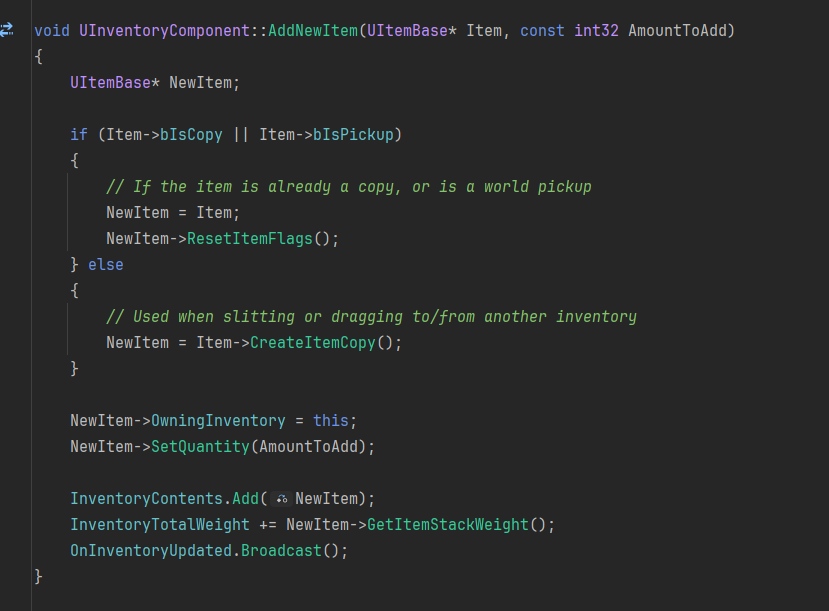 void UInventoryComponent::AddNewItem(UItemBase* Item, const int32 AmountToAdd)
{
    UItemBase* NewItem;

    if (Item->bIsCopy || Item->bIsPickup)
    {
        // If the item is already a copy, or is a world pickup
        NewItem = Item;
        NewItem->ResetItemFlags();
    } else
    {
        // Used when slitting or dragging to/from another inventory
        NewItem = Item->CreateItemCopy();
    }

    NewItem->OwningInventory = this;
    NewItem->SetQuantity(AmountToAdd);

    InventoryContents.Add(NewItem);
    InventoryTotalWeight += NewItem->GetItemStackWeight();
    OnInventoryUpdated.Broadcast();
}